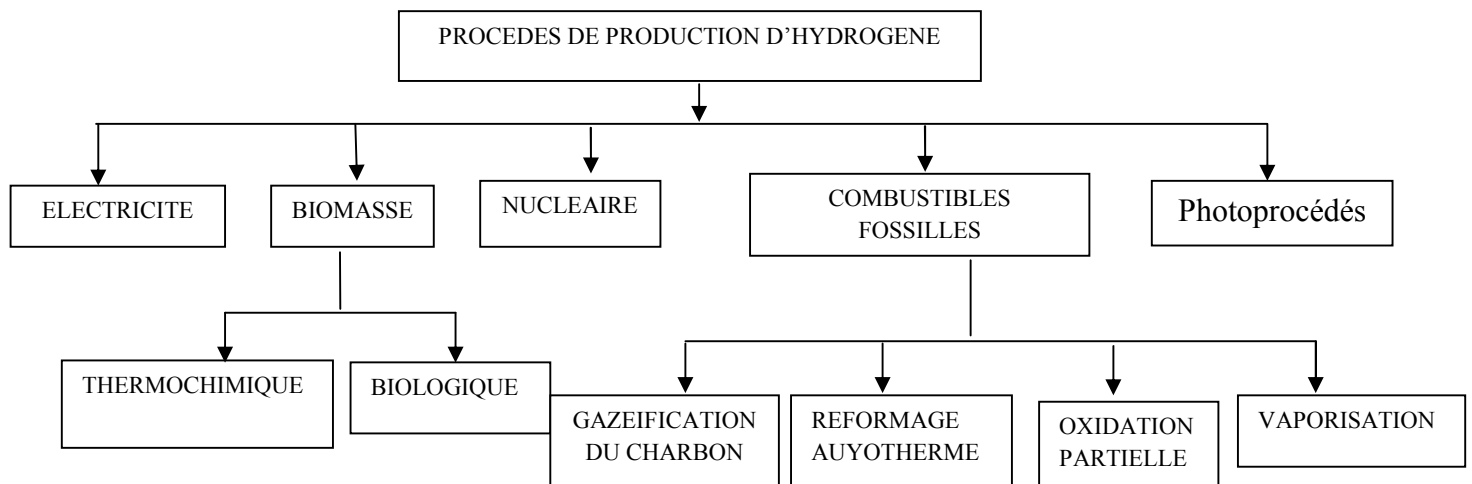 PROCEDES DE PRODUCTION D’HYDROGENE
ELECTRICITE
BIOMASSE
NUCLEAIRE
COMBUSTIBLES
FOSSILLES
Photoprocédés
THERMOCHIMIQUE
BIOLOGIQUE
GAZEIFICATION
DU CHARBON
REFORMAGE
AUYOTHERME
OXIDATION
PARTIELLE
VAPORISATION